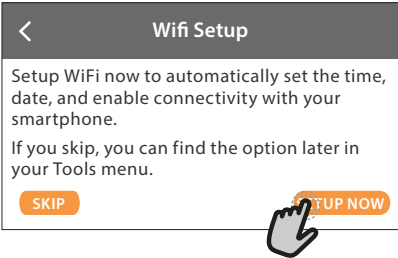 Wifi Setup
Setup WiFi now to automatically set the time,
date, and enable connectivity with your
smartphone.
If you skip, you can find the option later in
your Tools menu.
SKIP
SETUP NOW